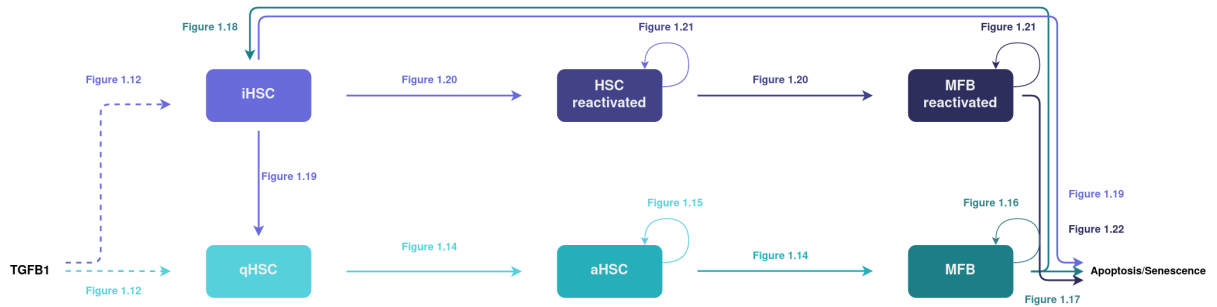 Figure 1.18
Figure 1.21
Figure 1.21
Figure 1.12
iHSC
Figure 1.20
HSC
reactivated
Figure 1.20
MFB
reactivated
Figure 1.19
Figure 1.19
Figure 1.15
Figure 1.16
Figure 1.22
TGFB1
qHSC
Figure 1.14
aHSC
Figure 1.14
MFB
Apoptosis/Senescence
Figure 1.12
Figure 1.17